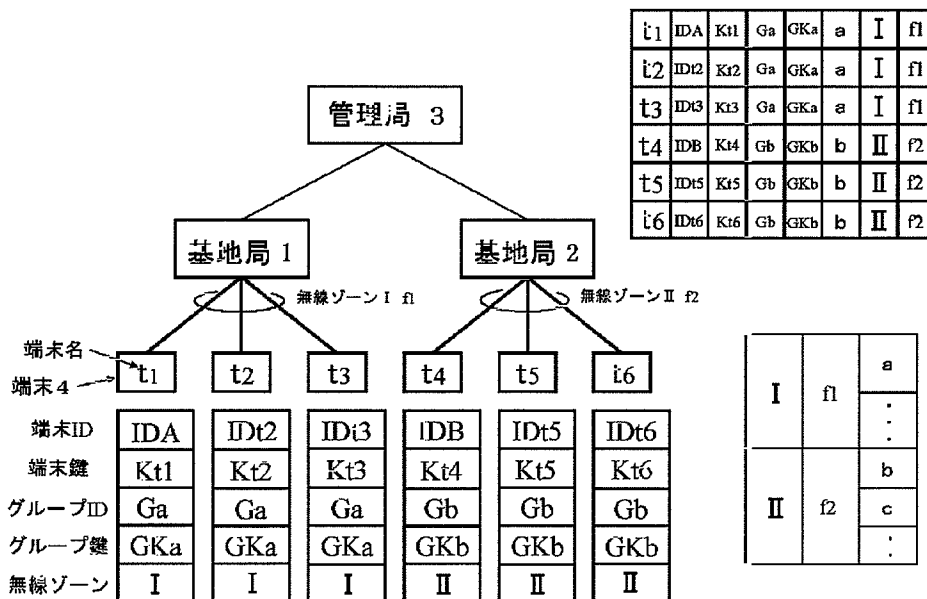 t1 IDA Kt1 Ga GKa a I f1
t2 IDt2 Kt2 Ga GKa a I f1
t3 IDt3 Kt3 Ga GKa a I f1
t4 IDB Kt4 Gb GKb b II f2
t5 IDt5 Kt5 Gb GKb b II f2
t6 IDt6 Kt6 Gb GKb b II f2
管理局 3
基地局 1
基地局 2
無線ゾーンI f1
無線ゾーンII f2
端末名
端末4
t1 t2 t3 t4 t5 t6
端末ID IDA IDt2 IDt3 IDB IDt5 IDt6
端末鍵 Kt1 Kt2 Kt3 Kt4 Kt5 Kt6
グループID Ga Ga Ga Gb Gb Gb
グループ鍵 GKa GKa GKa GKb GKb GKb
無線ゾーン I I I II II II
I f1 a
:
II f2 b
c
: